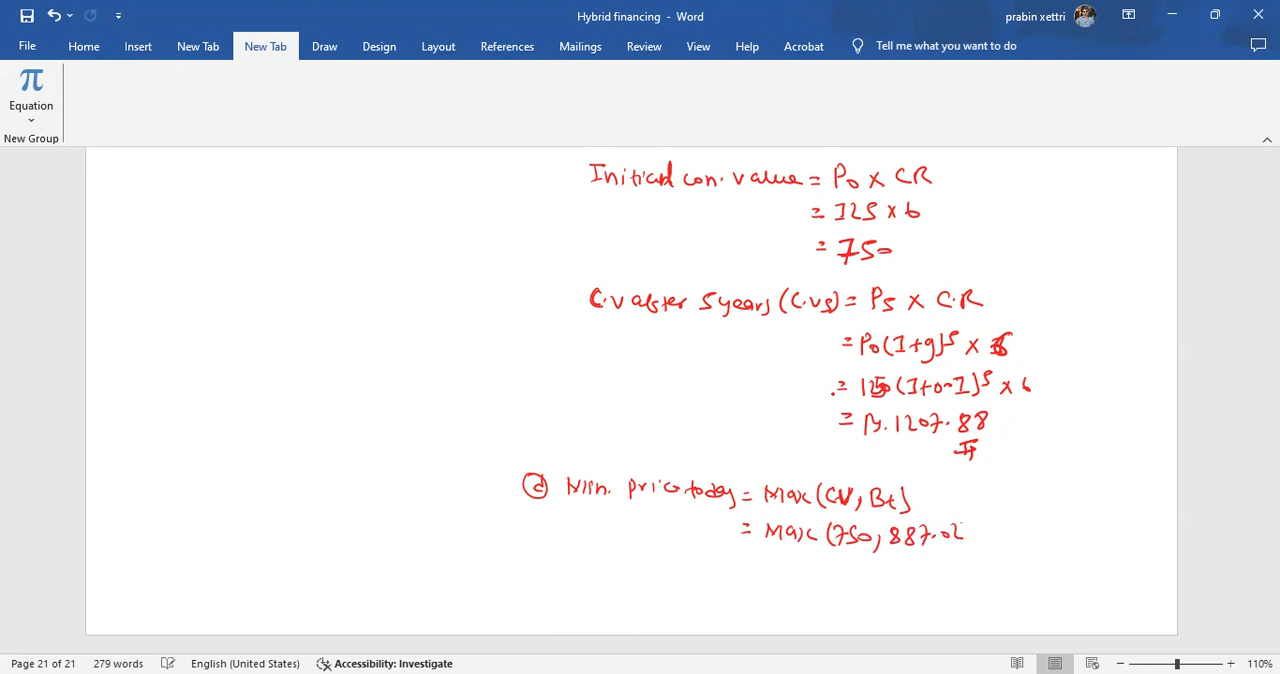 Hybrid financing - Word
prabin xettri
File Home Insert New Tab New Tab Draw Design Layout References Mailings Review View Help Acrobat Tell me what you want to do
π
Equation
New Group
Initial con. value = P0 × CR
= 125 × 6
= 750
C.V after 5 years (C.V5) = P5 × C.R
= P0(1+g)^5 × 6
= 125(1+0.1)^5 × 6
= Rs.1207.88
d Min. price today = Max(CV, Bt)
= Max (750, 887.02
Page 21 of 21 279 words English (United States) Accessibility: Investigate 110%